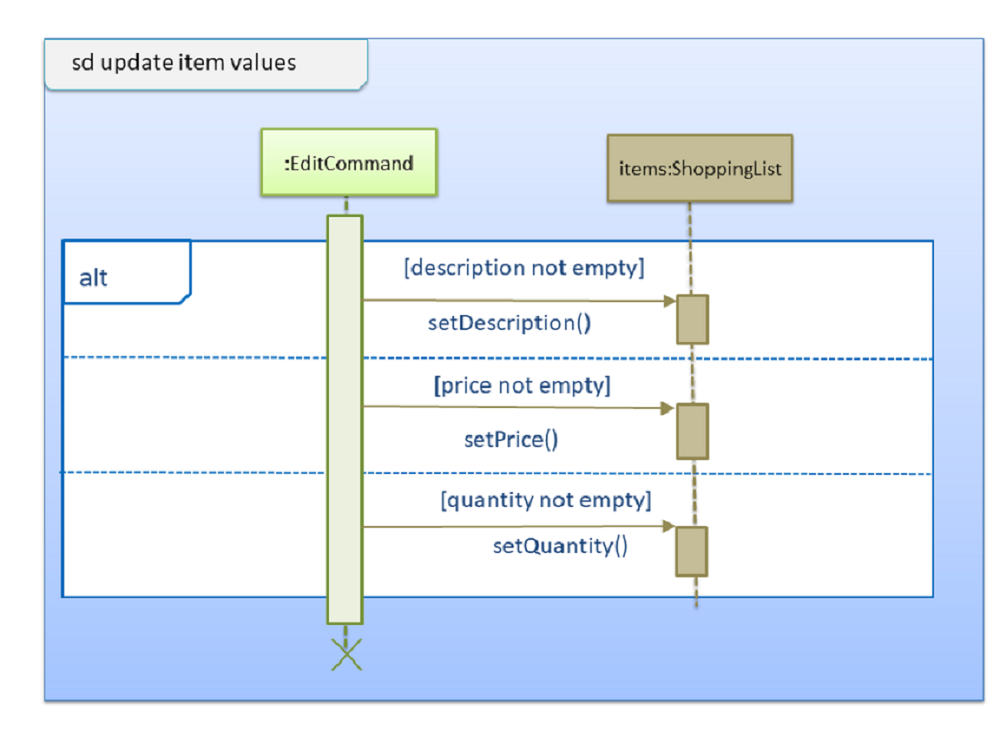 sd update item values
:EditCommand
items:ShoppingList
alt
[description not empty]
setDescription()
[price not empty]
setPrice()
[quantity not empty]
setQuantity()